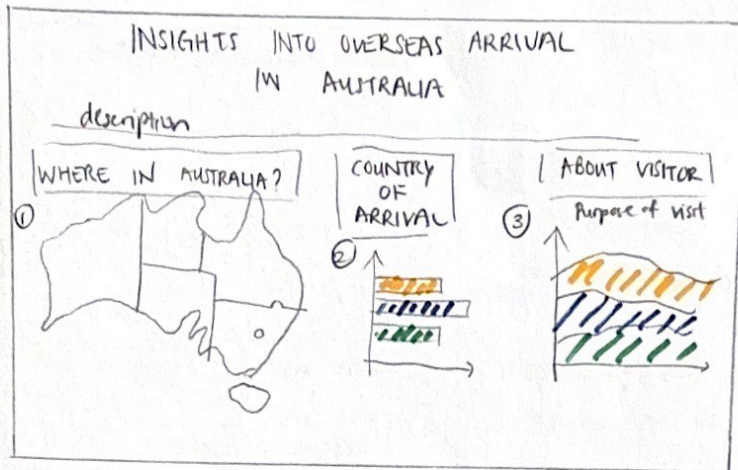 INSIGHTS INTO OVERSEAS ARRIVAL
IN AUSTRALIA
description
WHERE IN AUSTRALIA?
①
COUNTRY
OF
ARRIVAL
②
ABOUT VISITOR
Purpose of visit
③